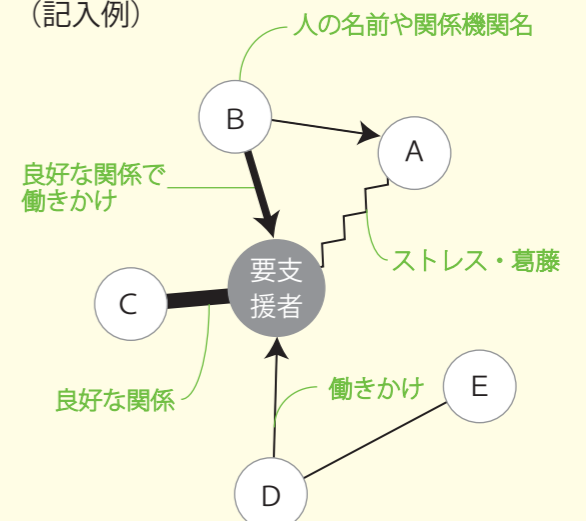 （記入例）
人の名前や関係機関名
B
A
良好な関係で
働きかけ
ストレス・葛藤
要支
援者
C
良好な関係
働きかけ
E
D